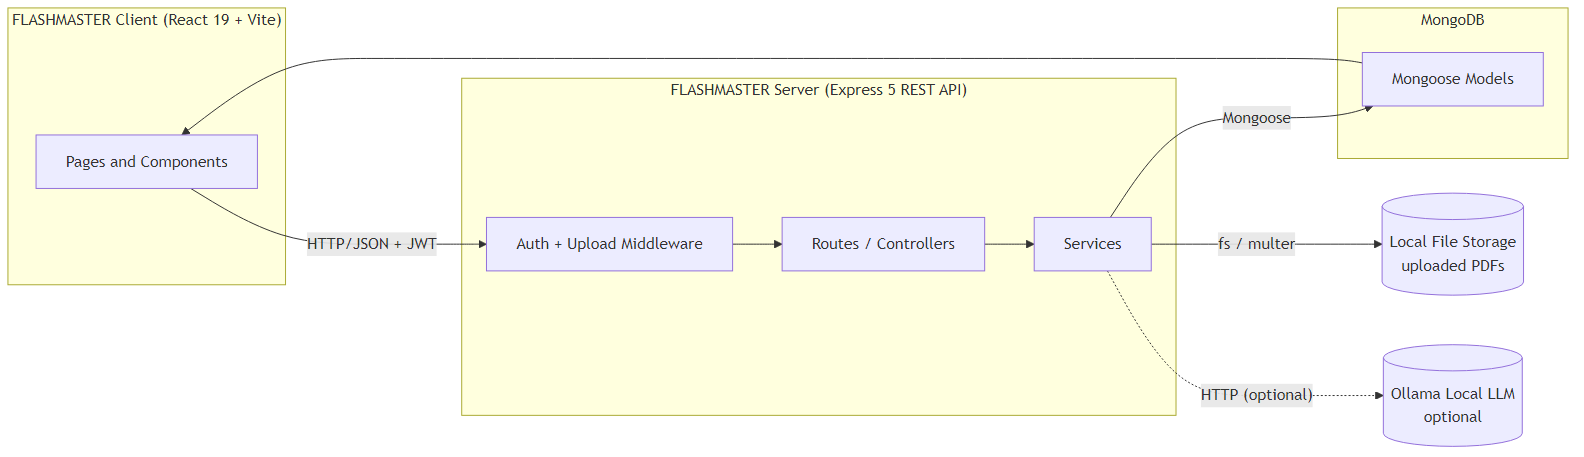 FLASHMASTER Client (React 19 + Vite)
Pages and Components
HTTP/JSON + JWT
FLASHMASTER Server (Express 5 REST API)
Auth + Upload Middleware
Routes / Controllers
Services
Mongoose
fs / multer
HTTP (optional)
MongoDB
Mongoose Models
Local File Storage
uploaded PDFs
Ollama Local LLM
optional